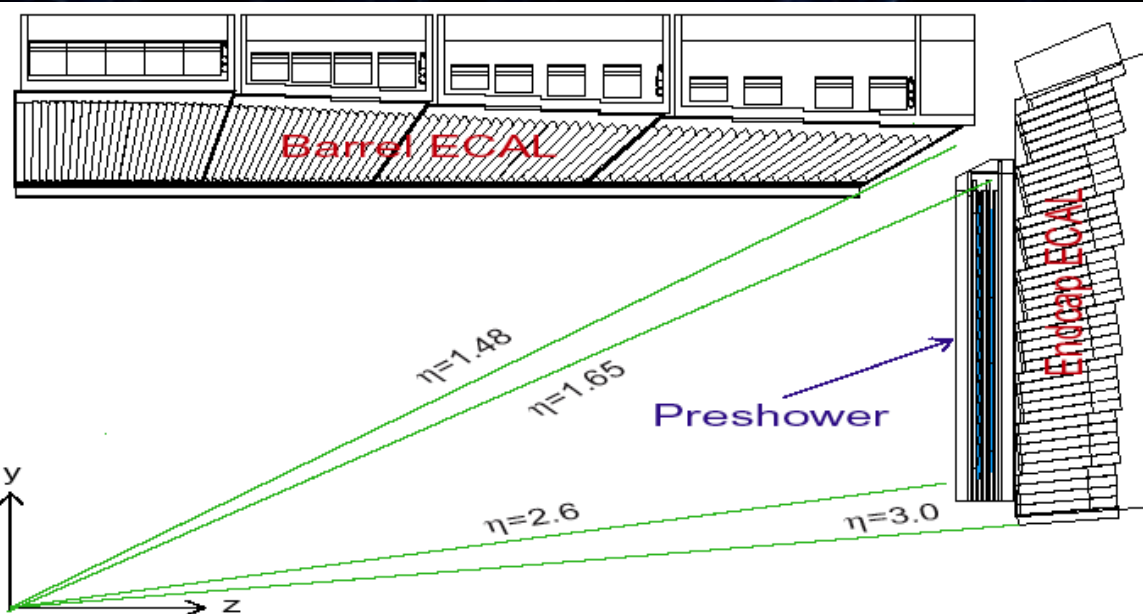 Barrel ECAL
Endcap ECAL
η=1.48
η=1.65
Preshower
y
η=2.6
η=3.0
z